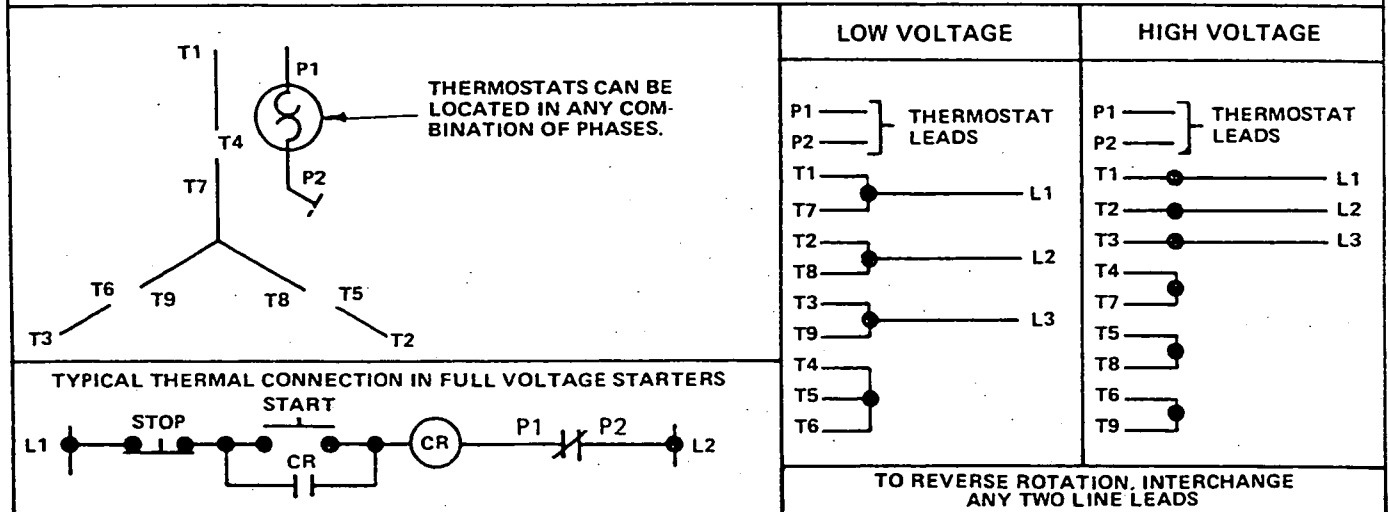 T1
P1
THERMOSTATS CAN BE
LOCATED IN ANY COM-
BINATION OF PHASES.
T4
T7
P2
T6
T9
T8
T5
T3
T2
TYPICAL THERMAL CONNECTION IN FULL VOLTAGE STARTERS
START
STOP
L1
CR
CR
P1
P2
L2
LOW VOLTAGE
P1
P2
THERMOSTAT
LEADS
T1
T7
L1
T2
T8
L2
T3
T9
L3
T4
T5
T6
HIGH VOLTAGE
P1
P2
THERMOSTAT
LEADS
T1
L1
T2
L2
T3
L3
T4
T7
T5
T8
T6
T9
TO REVERSE ROTATION, INTERCHANGE
ANY TWO LINE LEADS